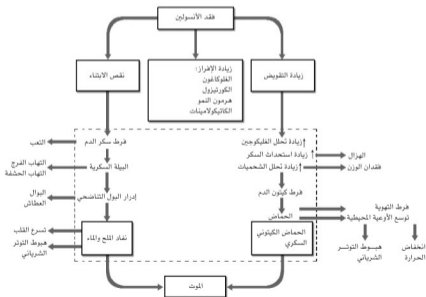 فقد الأنسولين
نقص الابتناء
زيادة الإفراز:
الغلوكاغون
الكورتيزول
هرمون النمو
الكاتيكولامينات
زيادة التقويض
التعب
فرط سكر الدم
زيادة تحلل الغليكوجين
التهاب الفرج
التهاب الحشفة
البيلة السكرية
زيادة استحداث السكر
زيادة تحلل الشحميات
الهزال
فقدان الوزن
البوال
العطاش
إدرار البول التناضحي
فرط كيتون الدم
الحماض
فرط التهوية
توسع الأوعية المحيطية
تسرع القلب
هبوط التوتر
الشرياني
نفاد الملح والماء
الحماض الكيتوني
السكري
هبوط التوتر
الشرياني
انخفاض
الحرارة
الموت